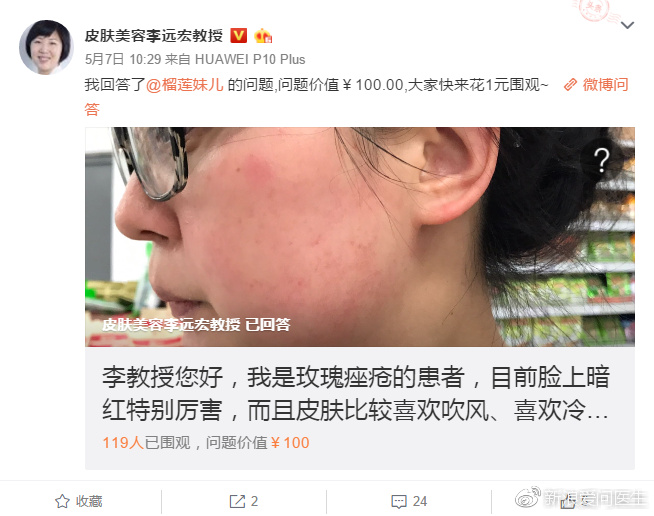 皮肤美容李远宏教授
5月7日 10:29 来自 HUAWEI P10 Plus
我回答了@榴莲妹儿 的问题,问题价值￥100.00,大家快来花1元围观~ 微博问
答
?
皮肤美容李远宏教授 已回答
李教授您好，我是玫瑰痤疮的患者，目前脸上暗
红特别厉害，而且皮肤比较喜欢吹风、喜欢冷...
119人已围观，问题价值￥100
收藏
2
24
新浪爱问医生